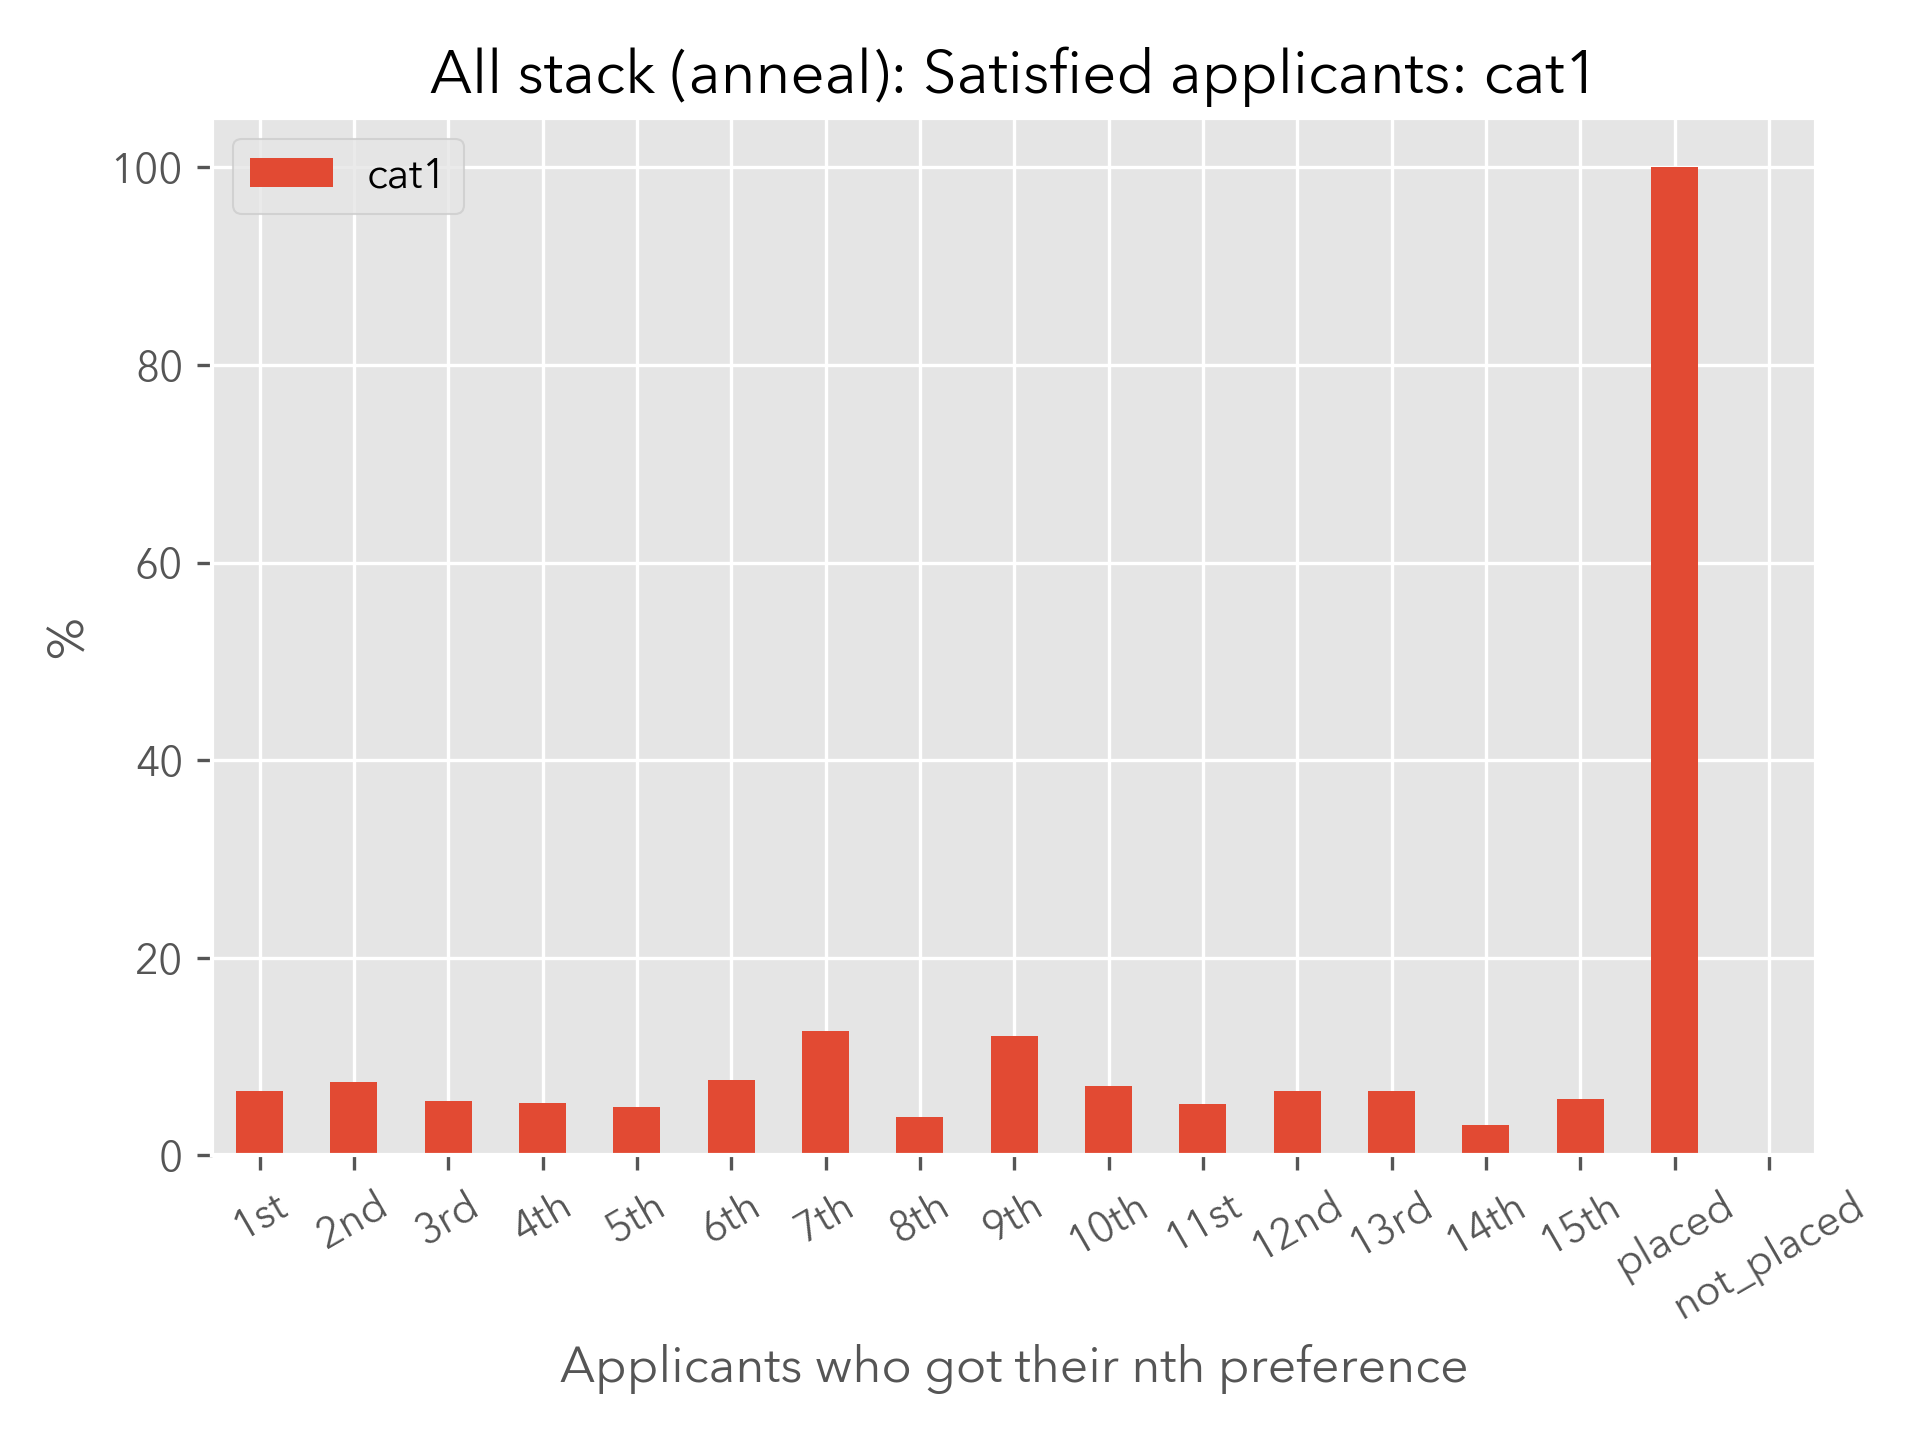 All stack (anneal): Satisfied applicants: cat1
cat1
100
80
60
40
20
0
%
1st 2nd 3rd 4th 5th 6th 7th 8th 9th 10th 11st 12nd 13rd 14th 15th placed not_placed
Applicants who got their nth preference